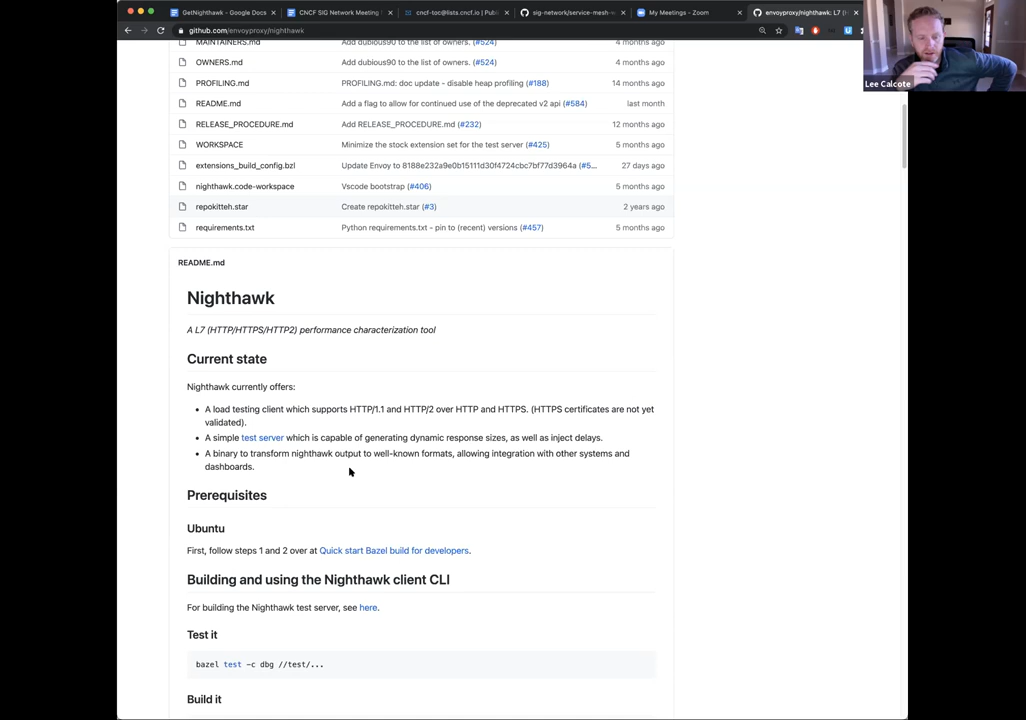 GetNighthawk - Google Docs
CNCF SIG Network Meeting
cncf-toc@lists.cncf.io | Publ
sig-network/service-mesh-w
My Meetings - Zoom
envoyproxy/nighthawk: L7 (H
github.com/envoyproxy/nighthawk
Lee Calcote
MAINTAINERS.md Add dubious90 to the list of owners. (#524) 4 months ago
OWNERS.md Add dubious90 to the list of owners. (#524) 4 months ago
PROFILING.md PROFILING.md: doc update - disable heap profiling (#188) 14 months ago
README.md Add a flag to allow for continued use of the deprecated v2 api (#584) last month
RELEASE_PROCEDURE.md Add RELEASE_PROCEDURE.md (#232) 12 months ago
WORKSPACE Minimize the stock extension set for the test server (#425) 5 months ago
extensions_build_config.bzl Update Envoy to 8188e232a9e0b15111d30f4724cbc7bf77d3964a (#5... 27 days ago
nighthawk.code-workspace Vscode bootstrap (#406) 5 months ago
repokitteh.star Create repokitteh.star (#3) 2 years ago
requirements.txt Python requirements.txt - pin to (recent) versions (#457) 5 months ago
README.md
Nighthawk
A L7 (HTTP/HTTPS/HTTP2) performance characterization tool
Current state
Nighthawk currently offers:
• A load testing client which supports HTTP/1.1 and HTTP/2 over HTTP and HTTPS. (HTTPS certificates are not yet
validated).
• A simple test server which is capable of generating dynamic response sizes, as well as inject delays.
• A binary to transform nighthawk output to well-known formats, allowing integration with other systems and
dashboards.
Prerequisites
Ubuntu
First, follow steps 1 and 2 over at Quick start Bazel build for developers.
Building and using the Nighthawk client CLI
For building the Nighthawk test server, see here.
Test it
bazel test -c dbg //test/...
Build it